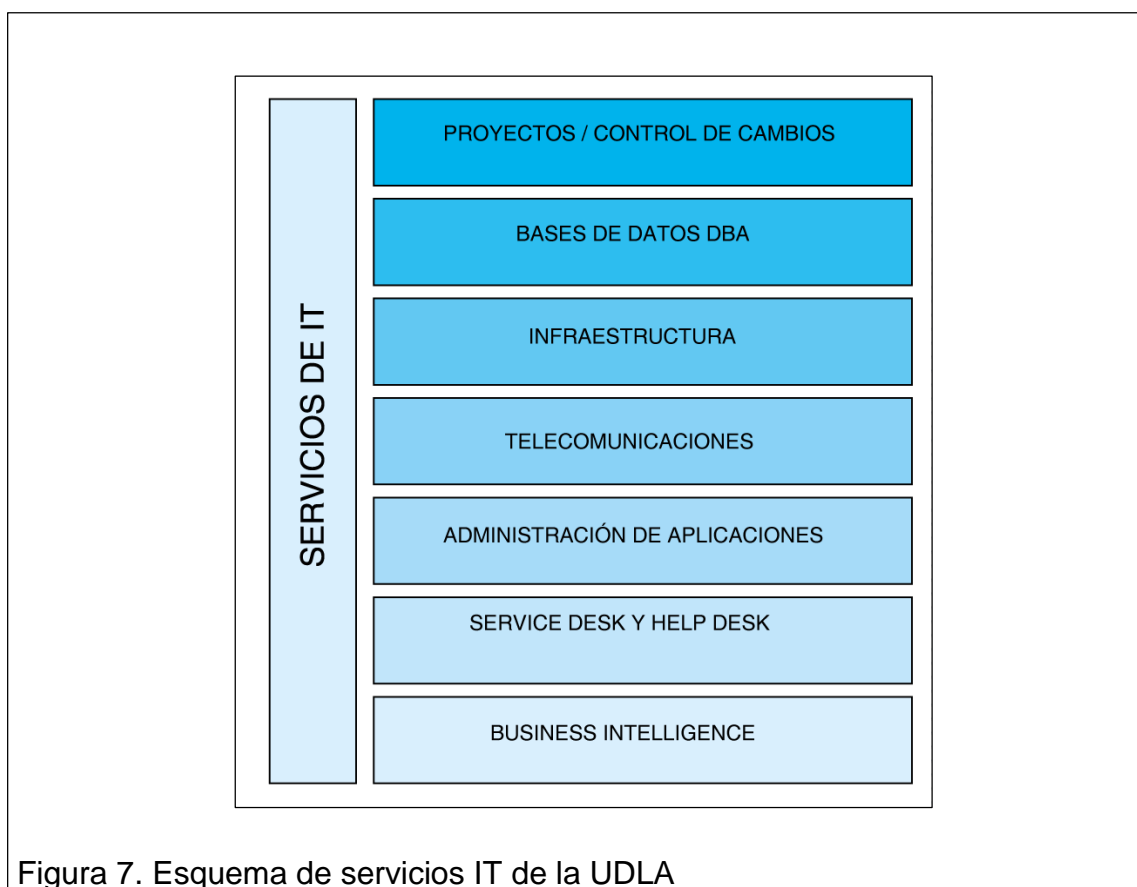 SERVICIOS DE IT
PROYECTOS / CONTROL DE CAMBIOS
BASES DE DATOS DBA
INFRAESTRUCTURA
TELECOMUNICACIONES
ADMINISTRACIÓN DE APLICACIONES
SERVICE DESK Y HELP DESK
BUSINESS INTELLIGENCE
Figura 7. Esquema de servicios IT de la UDLA